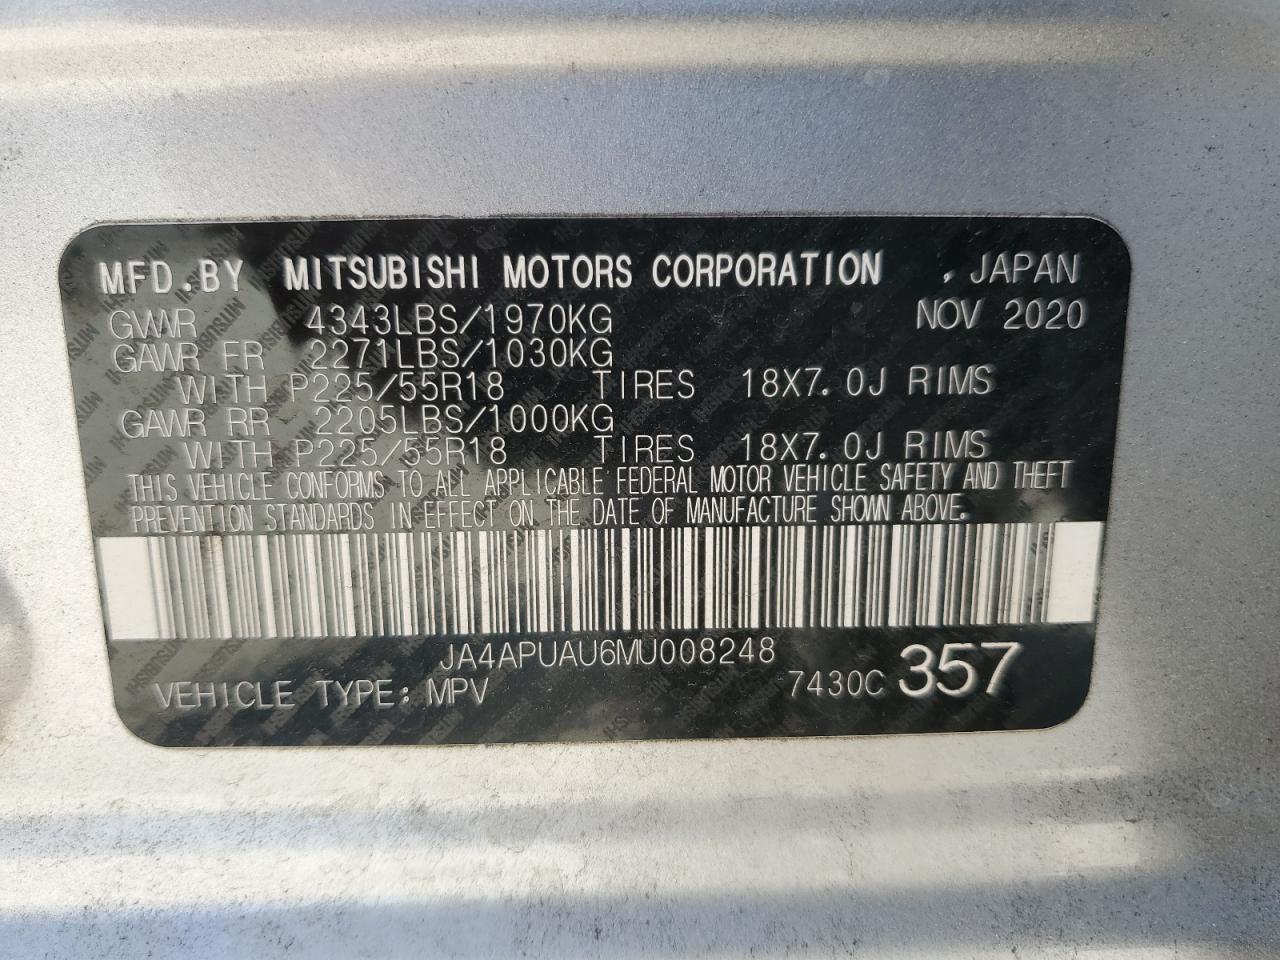 MFD.BY MITSUBISHI MOTORS CORPORATION , JAPAN
GVWR 4343LBS/1970KG NOV 2020
GAWR FR 2271LBS/1030KG
WITH P225/55R18 TIRES 18X7.0J RIMS
GAWR RR 2205LBS/1000KG
WITH P225/55R18 TIRES 18X7.0J RIMS
THIS VEHICLE CONFORMS TO ALL APPLICABLE FEDERAL MOTOR VEHICLE SAFETY AND THEFT
PREVENTION STANDARDS IN EFFECT ON THE DATE OF MANUFACTURE SHOWN ABOVE.
JA4APUAU6MU008248
VEHICLE TYPE: MPV 7430C 357